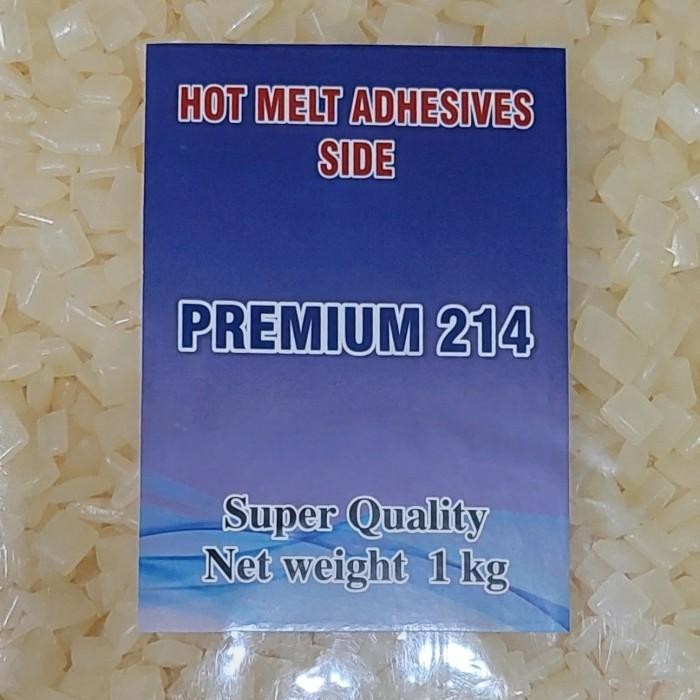 HOT MELT ADHESIVES
SIDE
PREMIUM 214
Super Quality
Net weight 1 kg